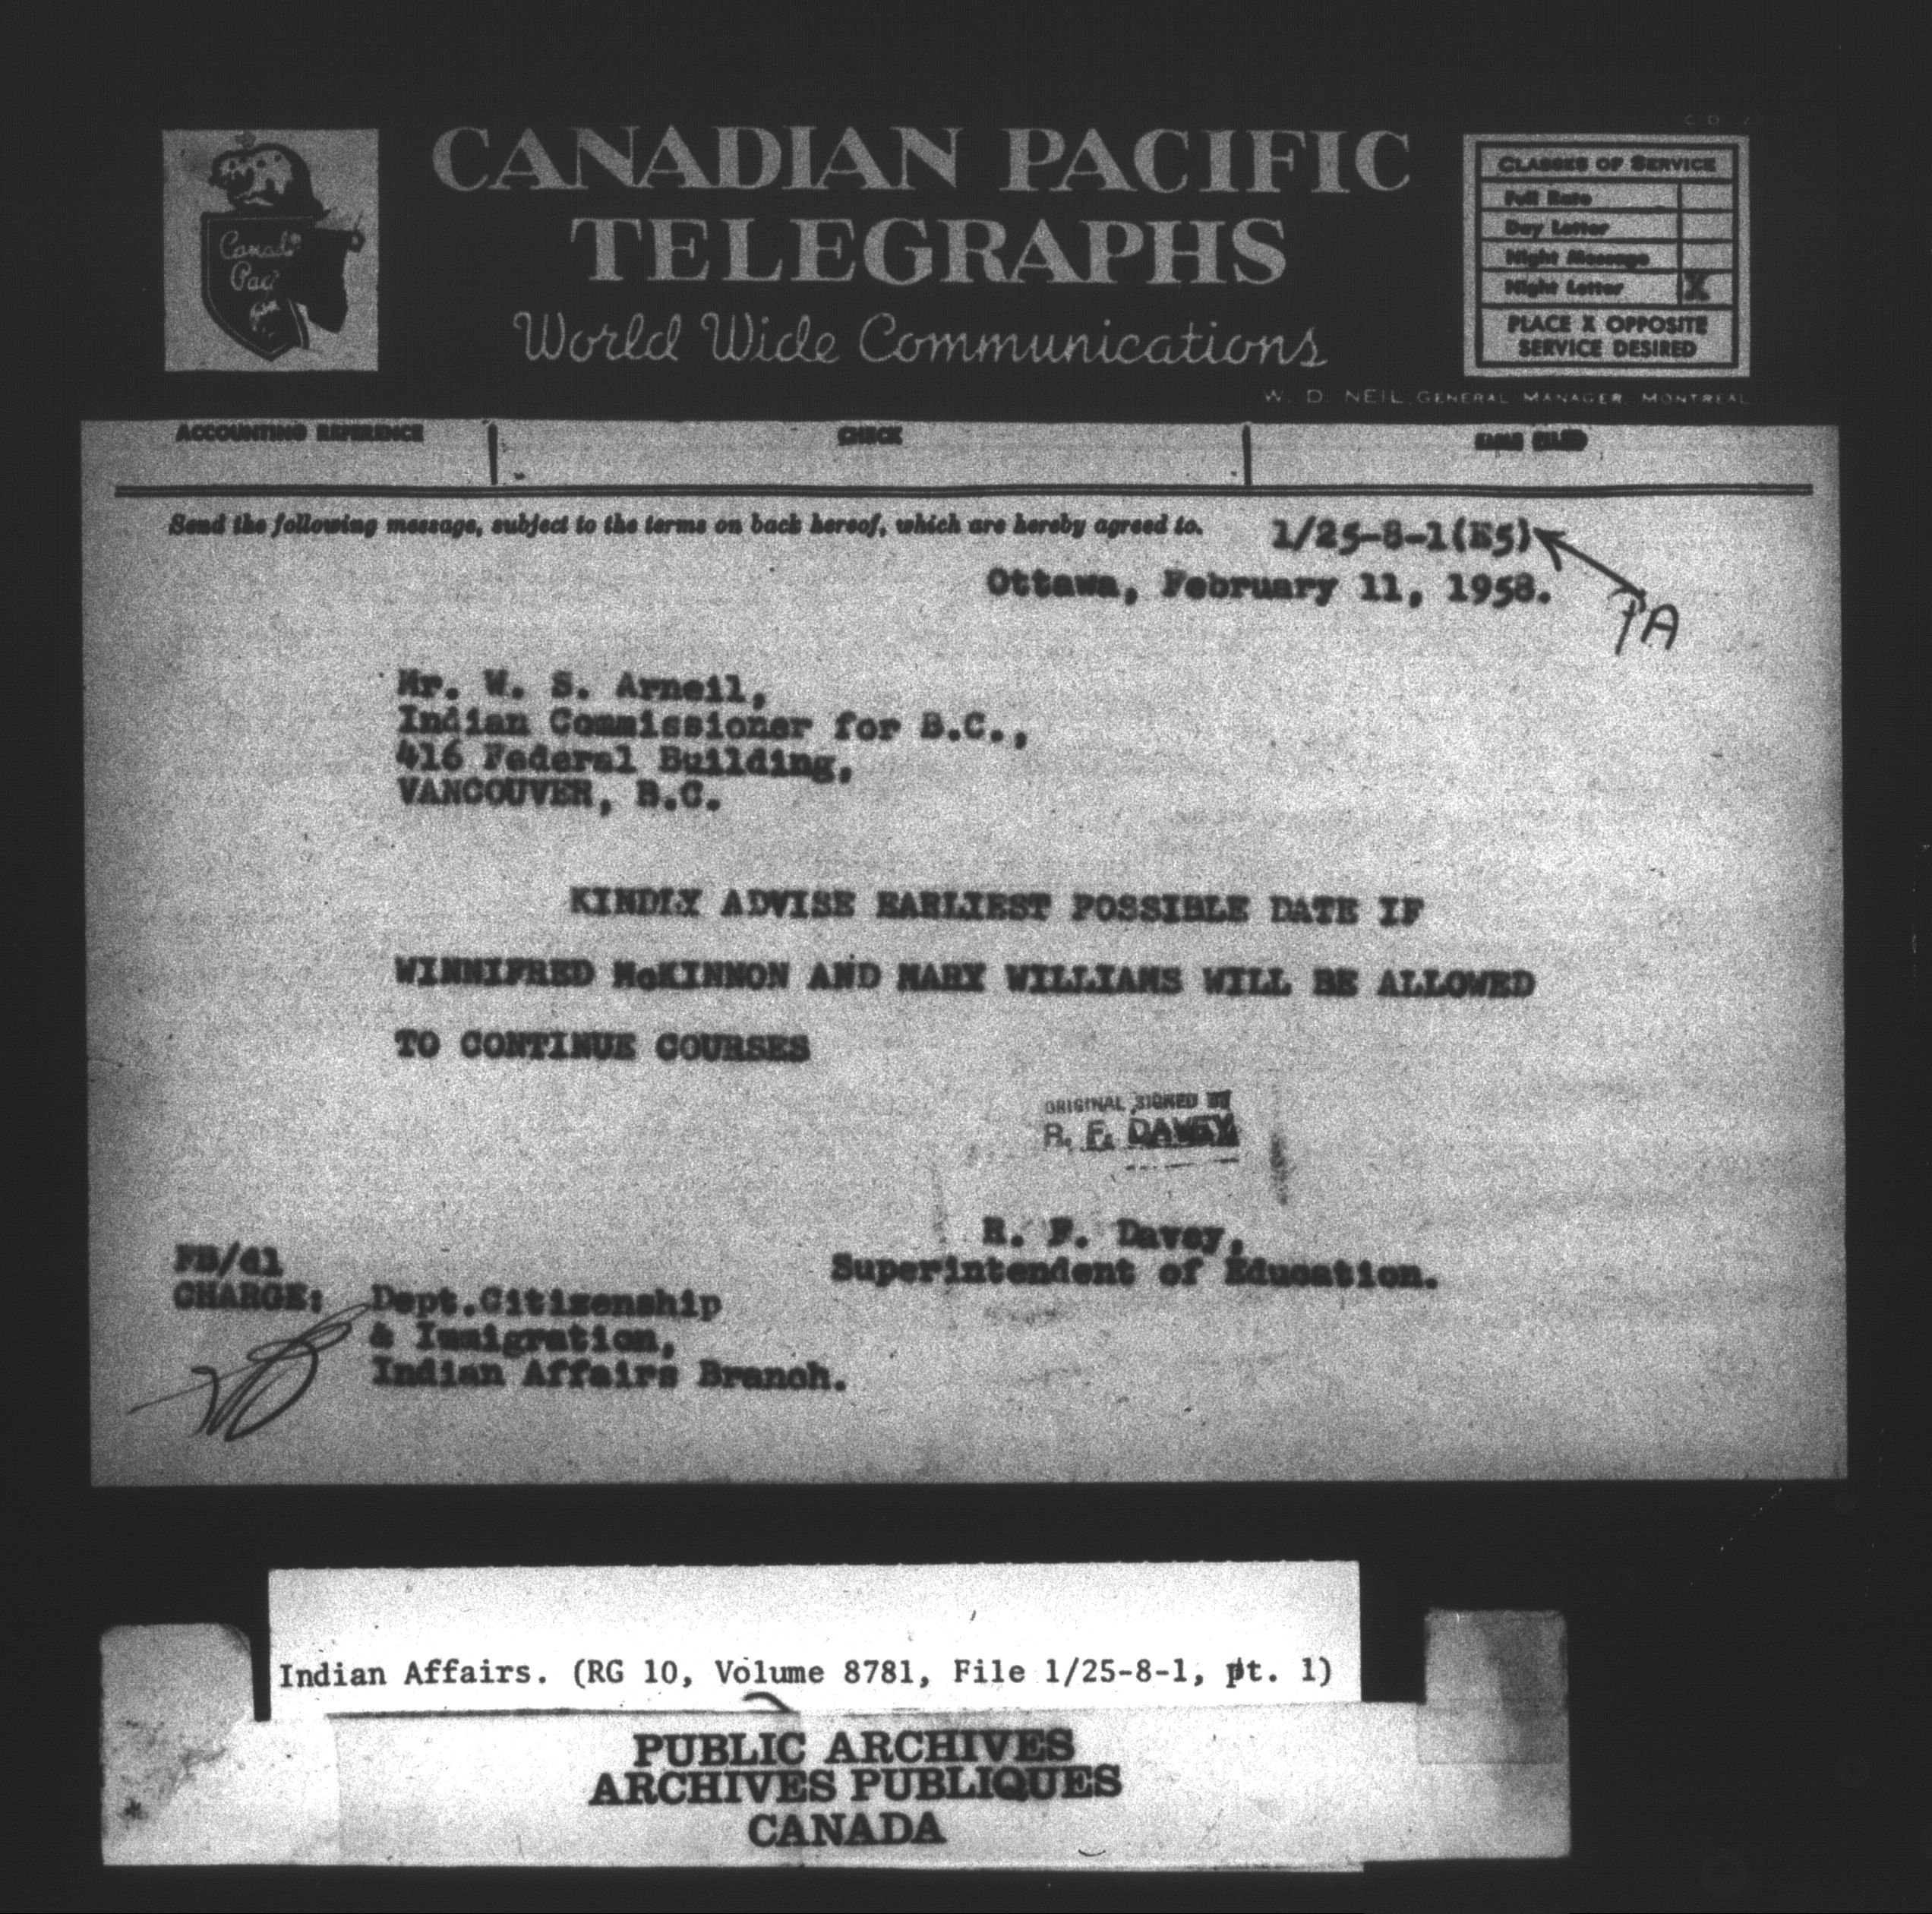 CANADIAN PACIFIC
TELEGRAPHS
World Wide Communications
Canadi
Paci
CLASSES OF SERVICE
Full Rate
Day Letter
Night Message
Night Letter X
PLACE X OPPOSITE
SERVICE DESIRED
W. D. NEIL, GENERAL MANAGER, MONTREAL
ACCOUNTING REFERENCE CHECK
Send the following message, subject to the terms on back hereof, which are hereby agreed to. 1/25-8-1(E5)
Ottawa, February 11, 1958.
PA
Mr. W. S. Arneil,
Indian Commissioner for B.C.,
416 Federal Building,
VANCOUVER, B.C.
KINDLY ADVISE EARLIEST POSSIBLE DATE IF
WINNIFRED McKINNON AND MARY WILLIAMS WILL BE ALLOWED
TO CONTINUE COURSES
ORIGINAL SIGNED BY
R. F. DAVEY
R. F. Davey,
Superintendent of Education.
FB/dl
CHARGE: Dept.Citizenship
& Immigration,
Indian Affairs Branch.
Indian Affairs. (RG 10, Volume 8781, File 1/25-8-1, pt. 1)
PUBLIC ARCHIVES
ARCHIVES PUBLIQUES
CANADA